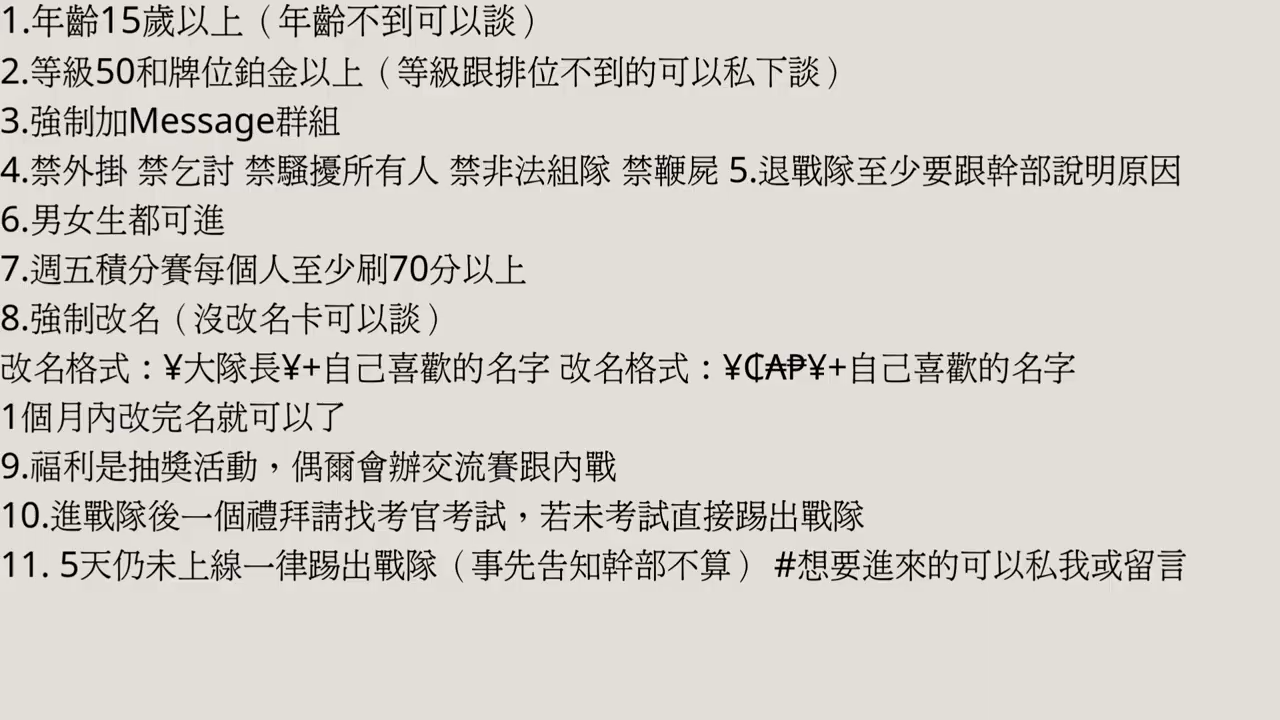 1.年齡15歲以上（年齡不到可以談）
2.等級50和牌位鉑金以上（等級跟排位不到的可以私下談）
3.強制加Message群組
4.禁外掛 禁乞討 禁騷擾所有人 禁非法組隊 禁鞭屍 5.退戰隊至少要跟幹部說明原因
6.男女生都可進
7.週五積分賽每個人至少刷70分以上
8.強制改名（沒改名卡可以談）
改名格式：¥大隊長¥+自己喜歡的名字 改名格式：¥₵₳₱¥+自己喜歡的名字
1個月內改完名就可以了
9.福利是抽獎活動，偶爾會辦交流賽跟內戰
10.進戰隊後一個禮拜請找考官考試，若未考試直接踢出戰隊
11. 5天仍未上線一律踢出戰隊（事先告知幹部不算） #想要進來的可以私我或留言